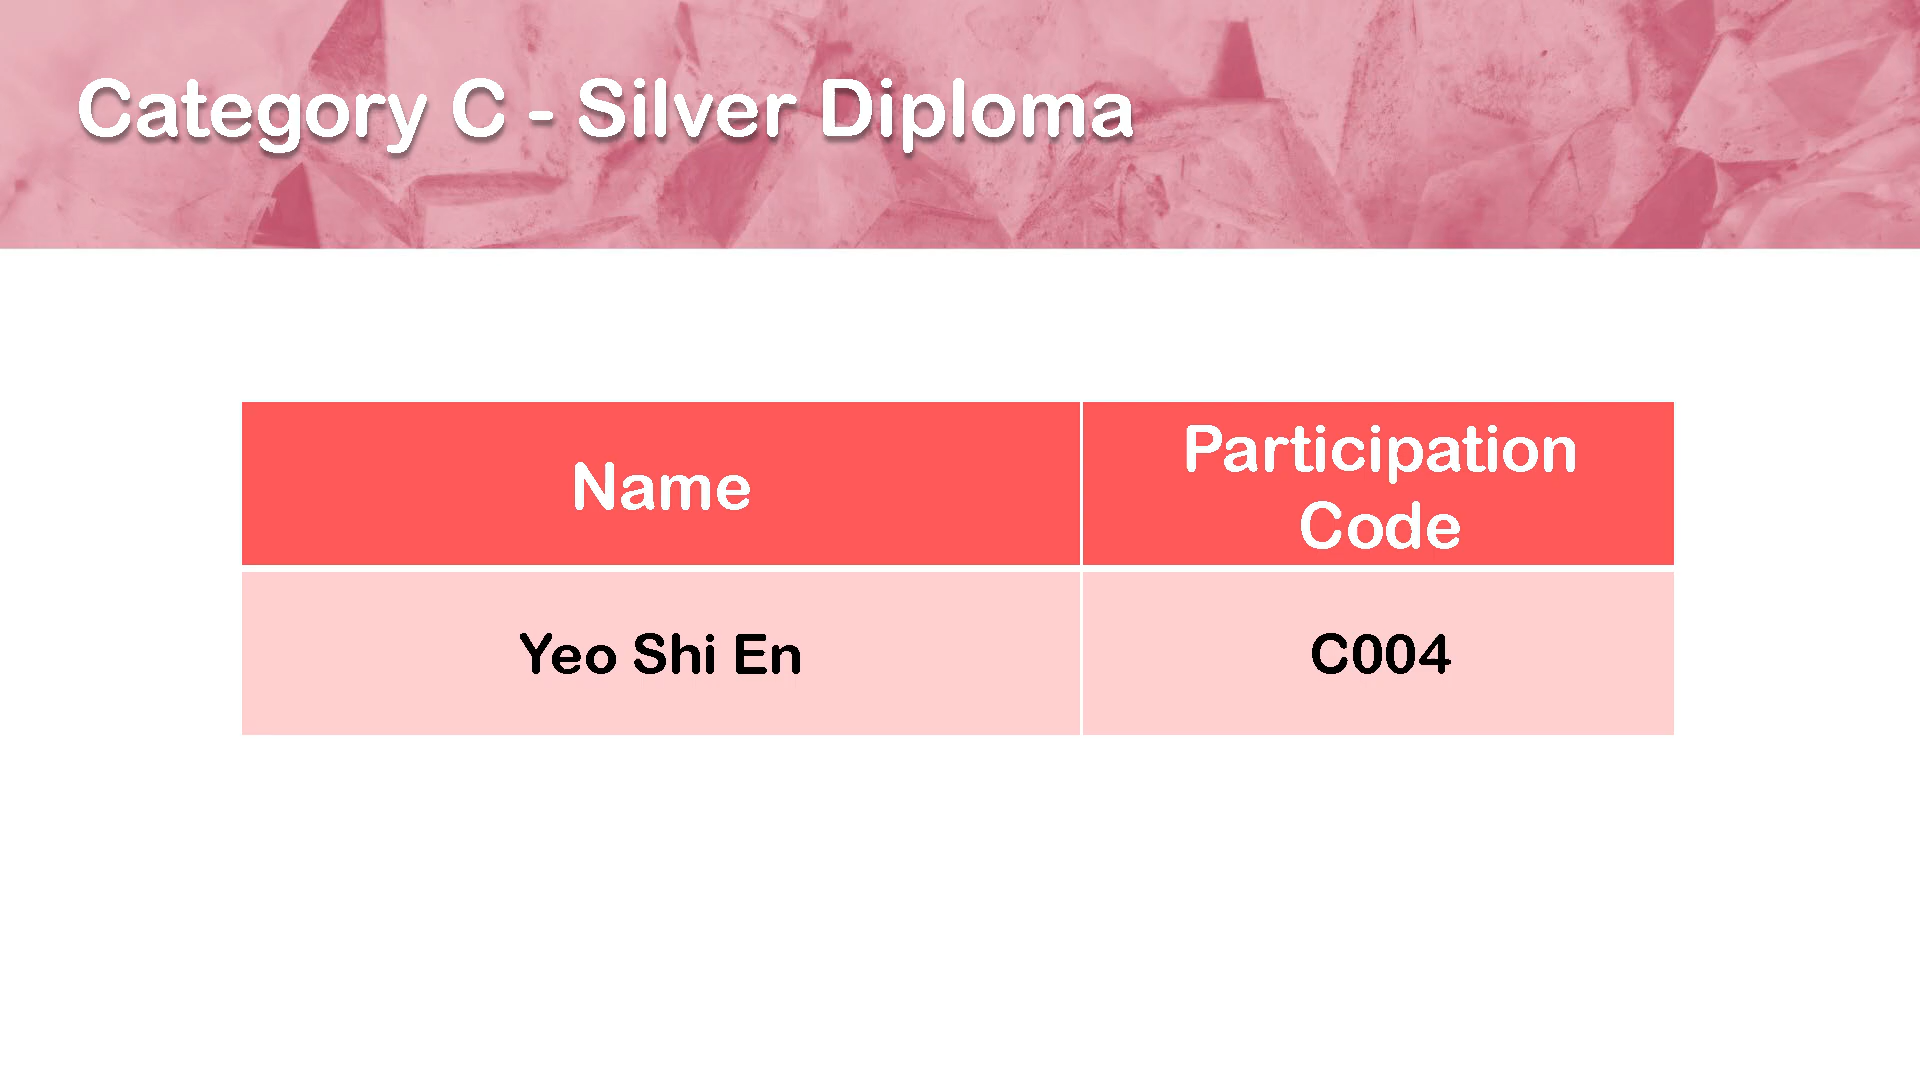 Category C - Silver Diploma
Name
Participation
Code
Yeo Shi En
C004